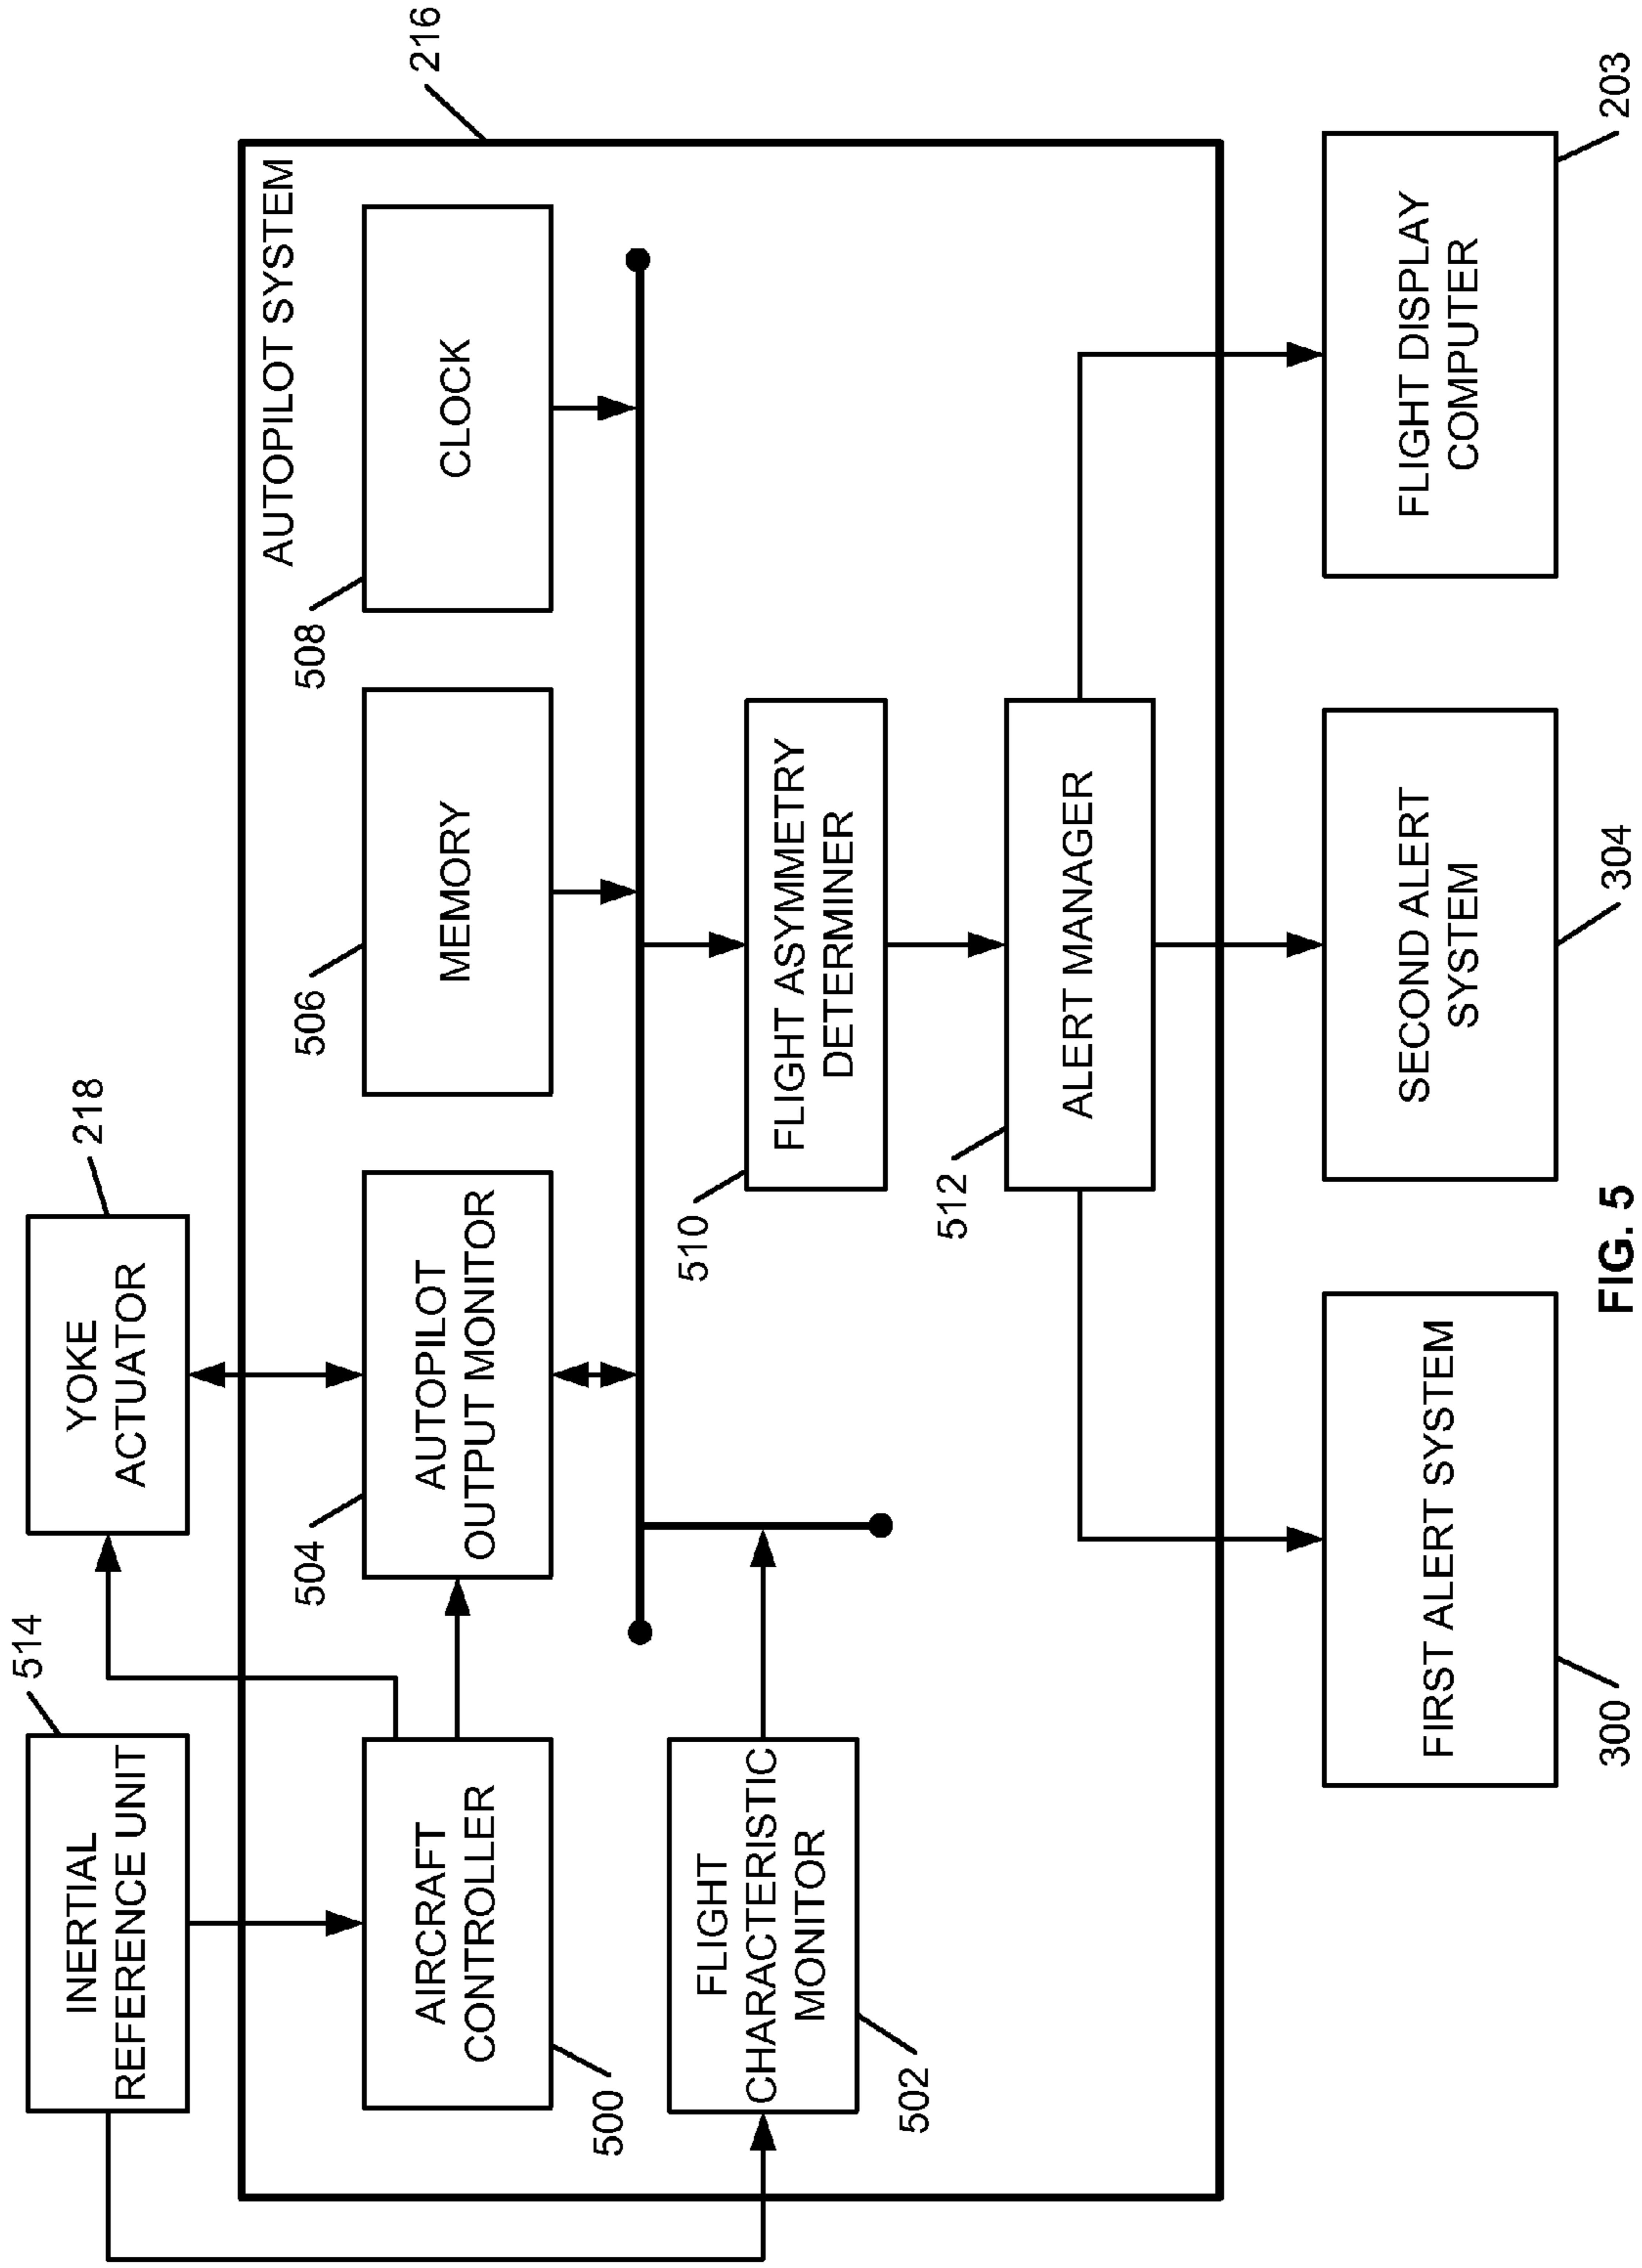 514
INERTIAL
REFERENCE UNIT
YOKE
ACTUATOR
218
216
AUTOPILOT SYSTEM
AIRCRAFT
CONTROLLER
500
504
AUTOPILOT
OUTPUT MONITOR
506
MEMORY
508
CLOCK
FLIGHT
CHARACTERISTIC
MONITOR
502
510
FLIGHT ASYMMETRY
DETERMINER
512
ALERT MANAGER
FIRST ALERT SYSTEM
300
SECOND ALERT
SYSTEM
304
FLIGHT DISPLAY
COMPUTER
203
FIG. 5